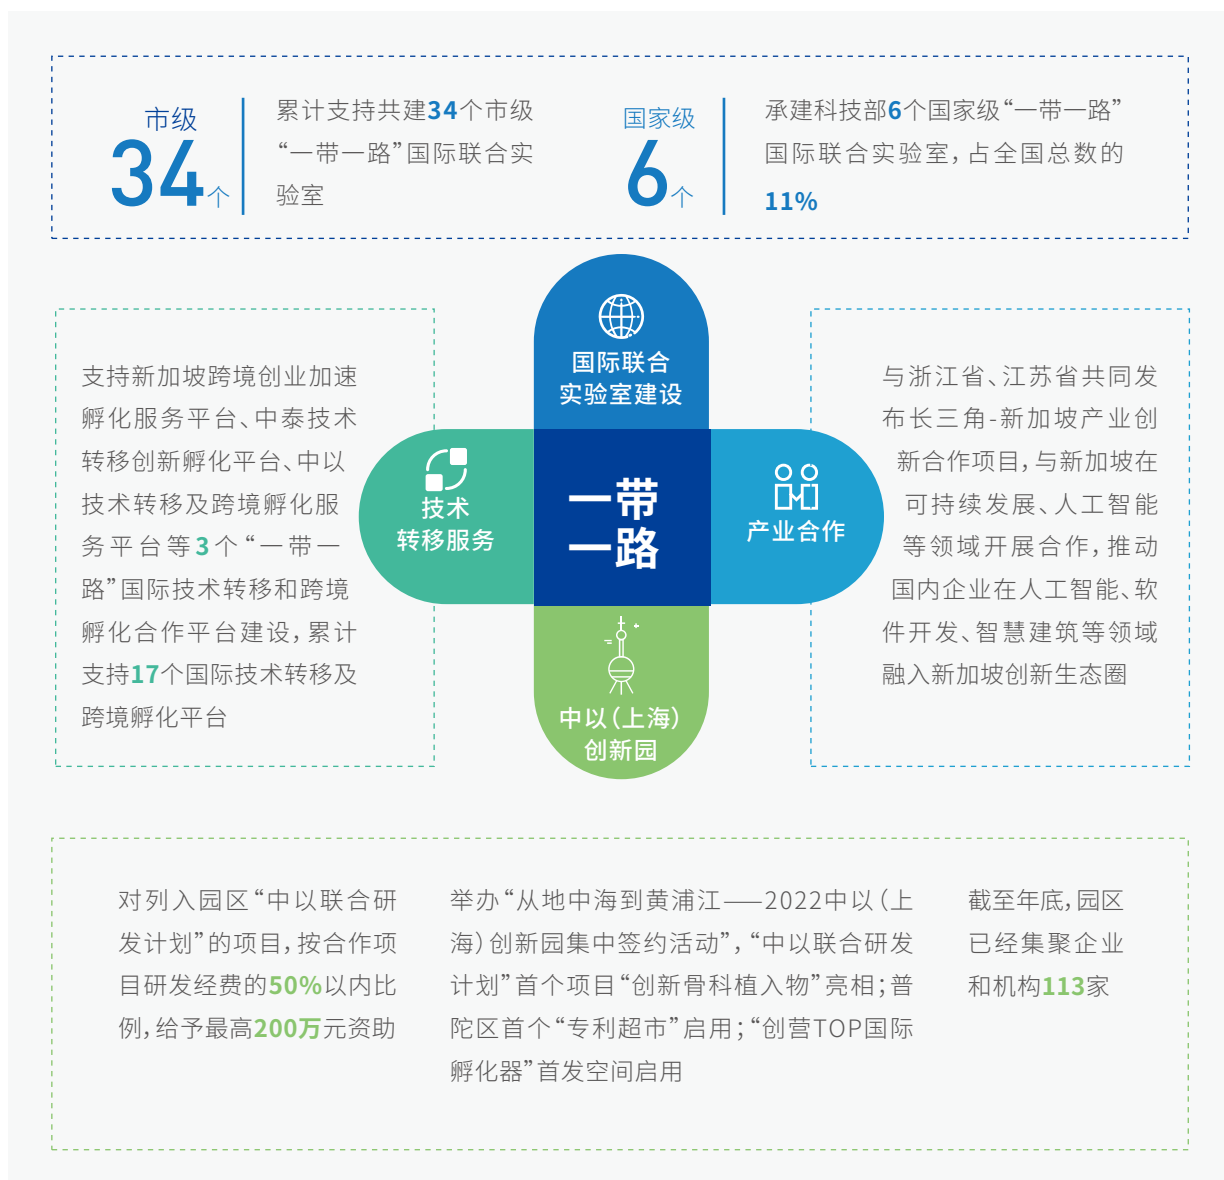 市级
34个
累计支持共建34个市级
“一带一路”国际联合实
验室
国家级
6个
承建科技部6个国家级“一带一路”
国际联合实验室，占全国总数的
11%
国际联合
实验室建设
支持新加坡跨境创业加速
孵化服务平台、中泰技术
转移创新孵化平台、中以
技术转移及跨境孵化服
务平台等3个“一带一
路”国际技术转移和跨境
孵化合作平台建设，累计
支持17个国际技术转移及
跨境孵化平台
技术
转移服务
一带
一路
产业合作
与浙江省、江苏省共同发
布长三角-新加坡产业创
新合作项目，与新加坡在
可持续发展、人工智能
等领域开展合作，推动
国内企业在人工智能、软
件开发、智慧建筑等领域
融入新加坡创新生态圈
中以（上海）
创新园
对列入园区“中以联合研
发计划”的项目，按合作项
目研发经费的50%以内比
例，给予最高200万元资助
举办“从地中海到黄浦江——2022中以（上
海）创新园集中签约活动”，“中以联合研发
计划”首个项目“创新骨科植入物”亮相；普
陀区首个“专利超市”启用；“创营TOP国际
孵化器”首发空间启用
截至年底，园区
已经集聚企业
和机构113家